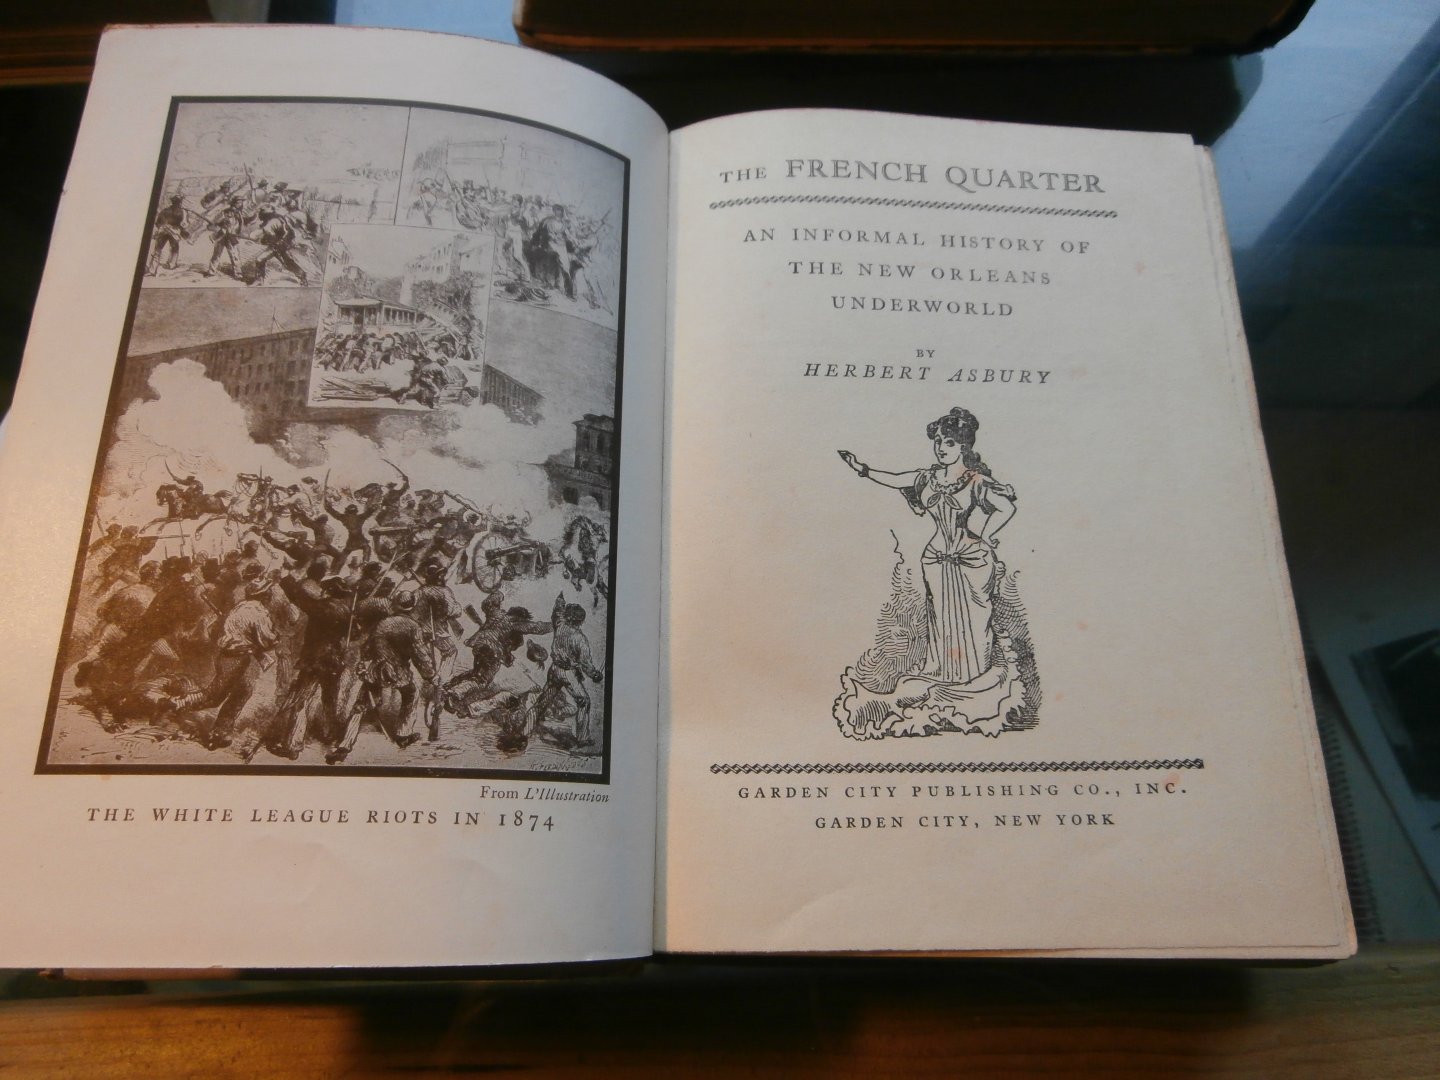 From L'Illustration
THE WHITE LEAGUE RIOTS IN 1874
THE FRENCH QUARTER
AN INFORMAL HISTORY OF
THE NEW ORLEANS
UNDERWORLD
BY
HERBERT ASBURY
GARDEN CITY PUBLISHING CO., INC.
GARDEN CITY, NEW YORK